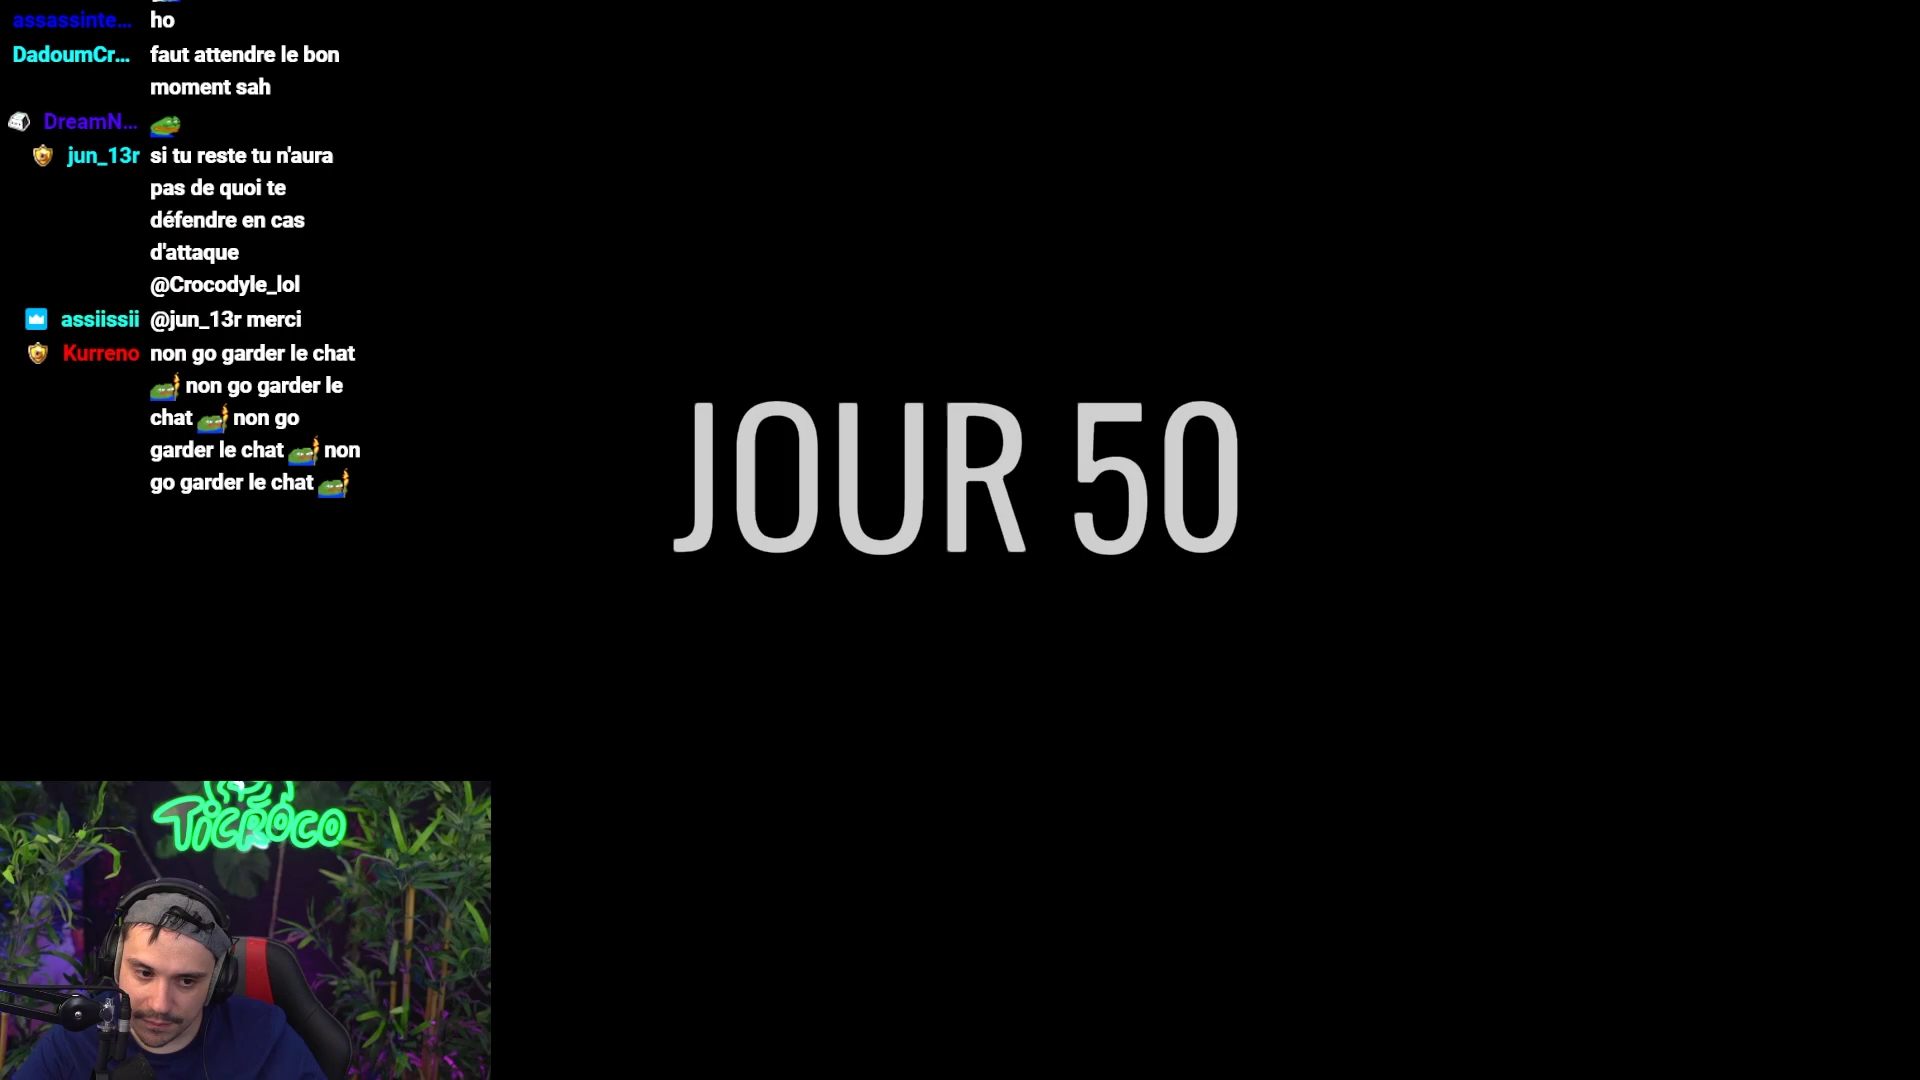 assassinte... ho
DadoumCr... faut attendre le bon
moment sah
DreamN...
jun_13r si tu reste tu n'aura
pas de quoi te
défendre en cas
d'attaque
@Crocodyle_lol
assiissii @jun_13r merci
Kurreno non go garder le chat
non go garder le
chat non go
garder le chat non
go garder le chat
JOUR 50
TiCROCO